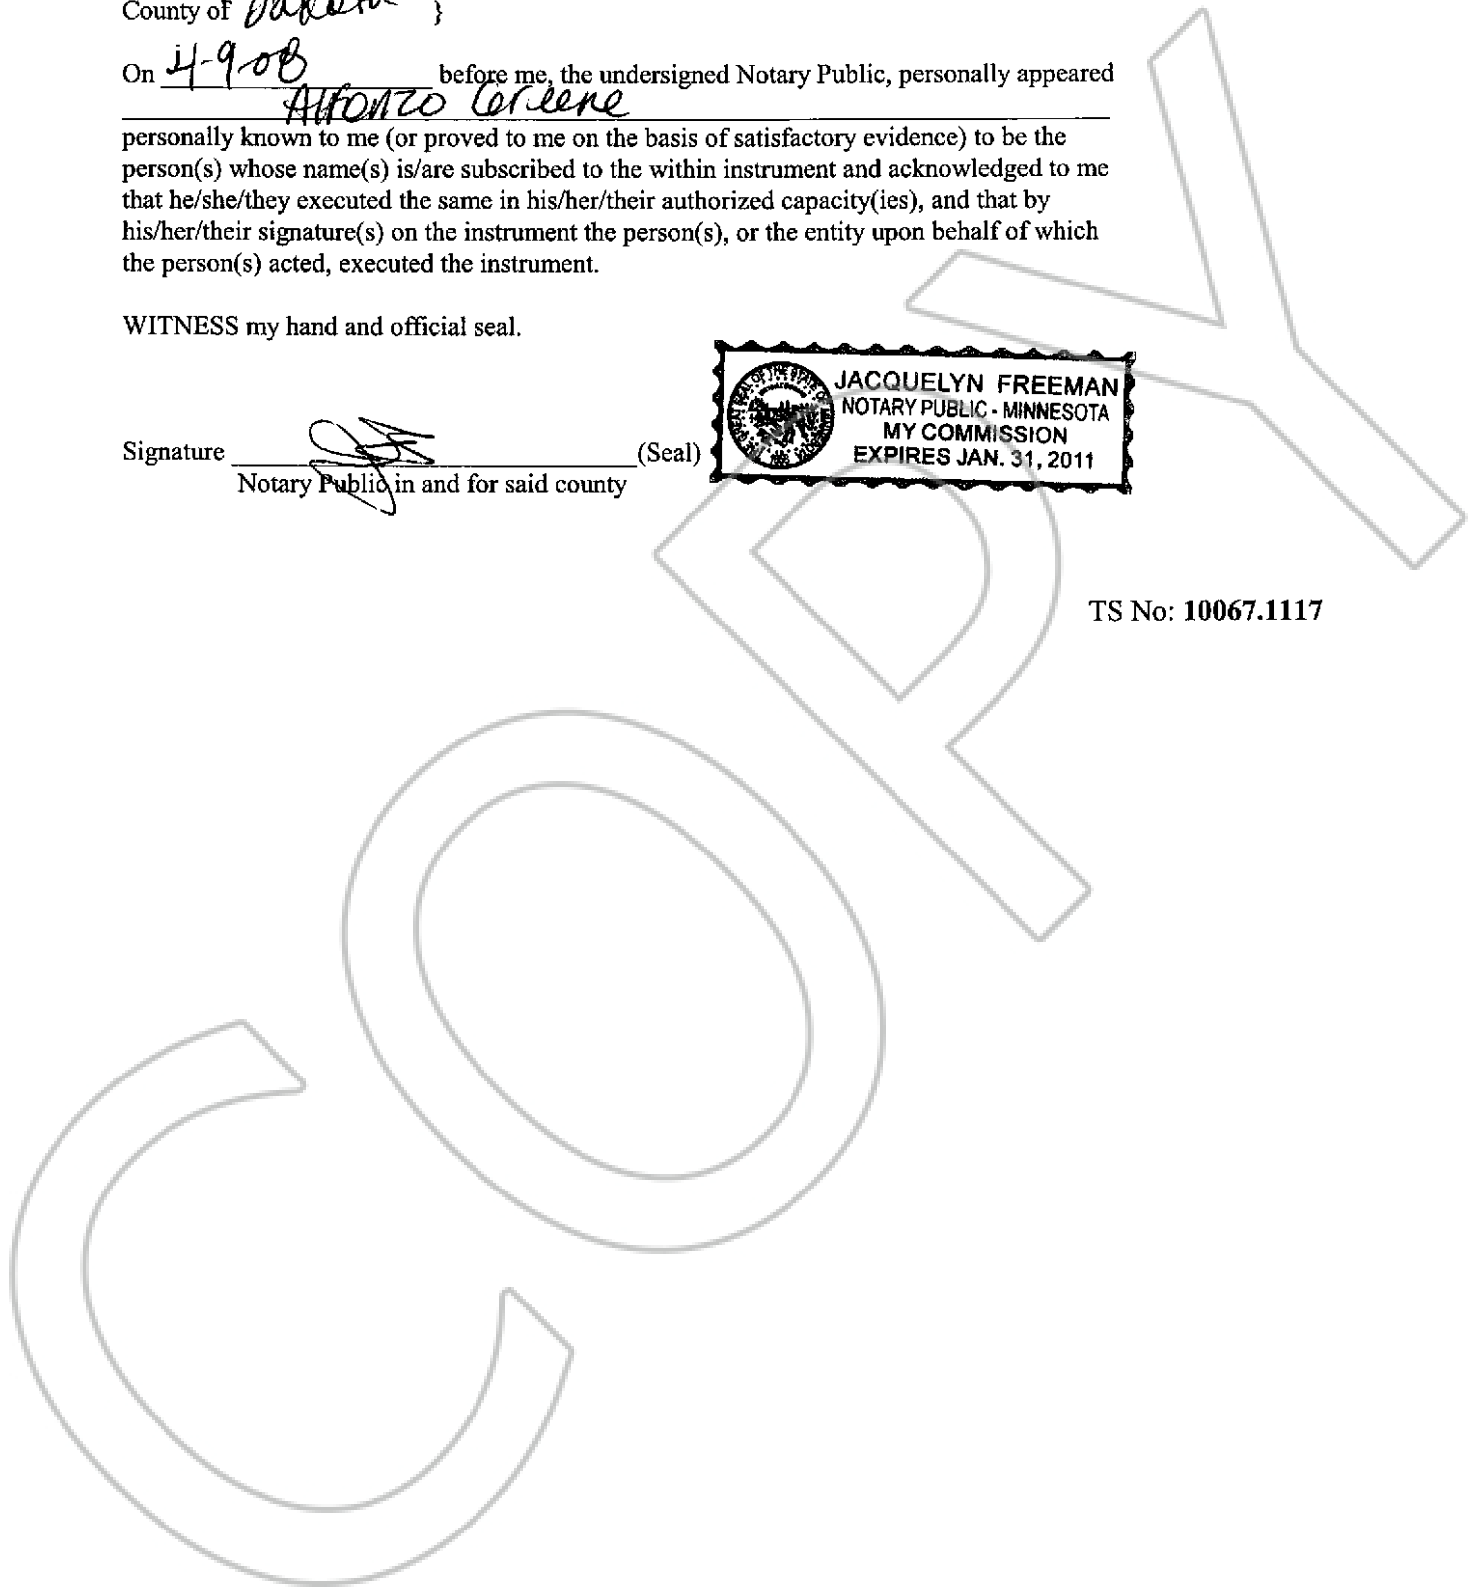 County of Dakota }
On 4-9-08 before me, the undersigned Notary Public, personally appeared
Alfonzo Greene
personally known to me (or proved to me on the basis of satisfactory evidence) to be the
person(s) whose name(s) is/are subscribed to the within instrument and acknowledged to me
that he/she/they executed the same in his/her/their authorized capacity(ies), and that by
his/her/their signature(s) on the instrument the person(s), or the entity upon behalf of which
the person(s) acted, executed the instrument.
WITNESS my hand and official seal.
JACQUELYN FREEMAN
NOTARY PUBLIC - MINNESOTA
MY COMMISSION
EXPIRES JAN. 31, 2011
Signature (Seal)
Notary Public in and for said county
TS No: 10067.1117
COPY